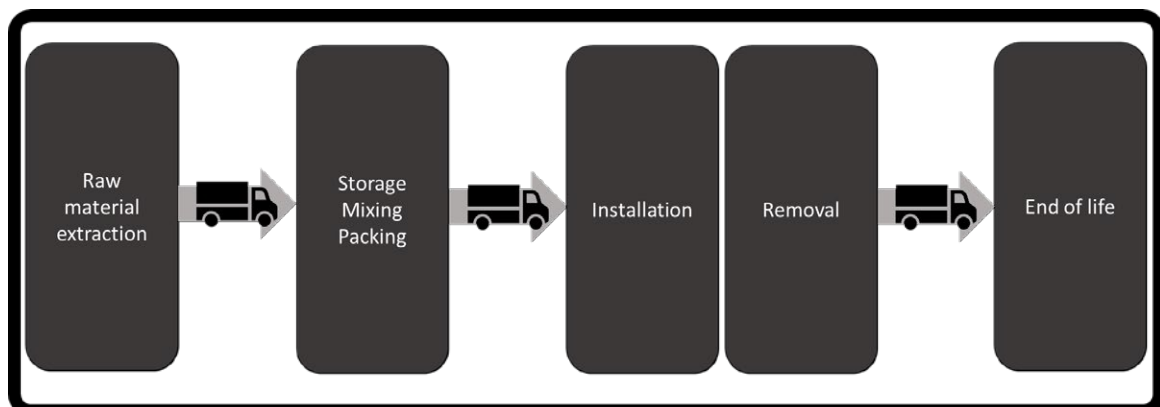 Raw
material
extraction
Storage
Mixing
Packing
Installation
Removal
End of life